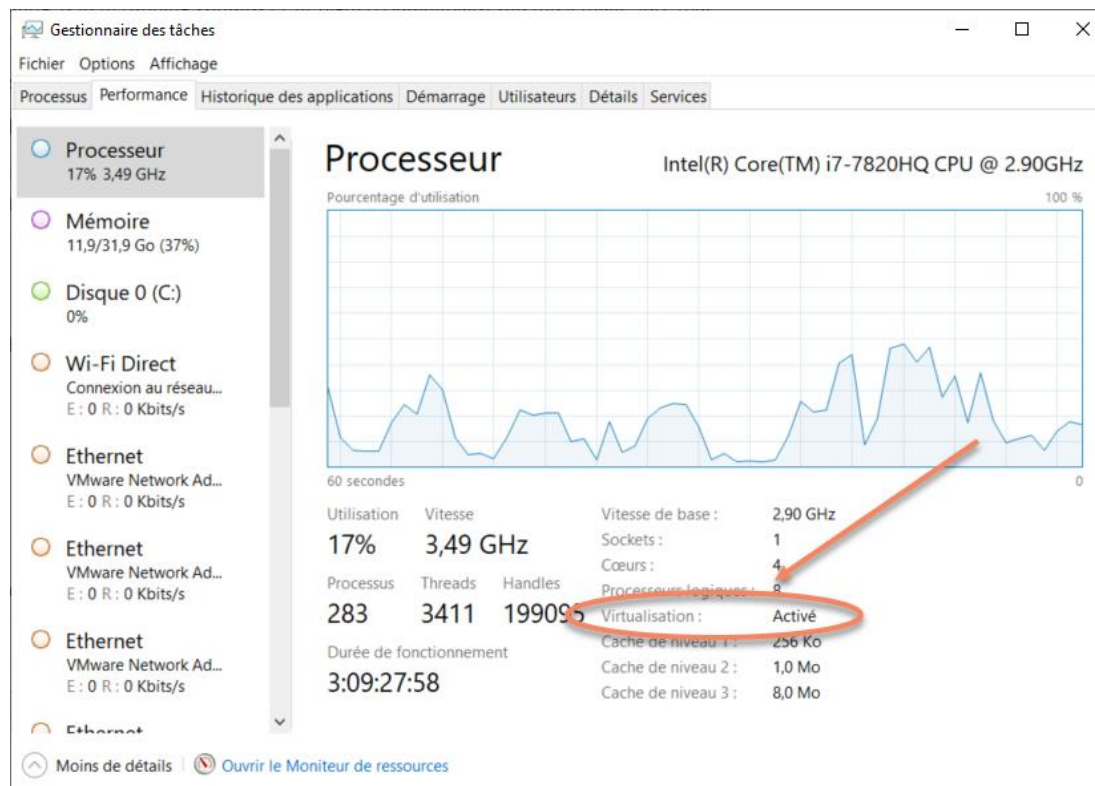 Gestionnaire des tâches
Fichier Options Affichage
Processus Performance Historique des applications Démarrage Utilisateurs Détails Services
Processeur
17% 3,49 GHz
Mémoire
11,9/31,9 Go (37%)
Disque 0 (C:)
0%
Wi-Fi Direct
Connexion au réseau...
E : 0 R : 0 Kbits/s
Ethernet
VMware Network Ad...
E : 0 R : 0 Kbits/s
Ethernet
VMware Network Ad...
E : 0 R : 0 Kbits/s
Ethernet
VMware Network Ad...
E : 0 R : 0 Kbits/s
Ethernet
Processeur Intel(R) Core(TM) i7-7820HQ CPU @ 2.90GHz
Pourcentage d'utilisation 100 %
60 secondes 0
Utilisation Vitesse
17% 3,49 GHz
Processus Threads Handles
283 3411 199095
Durée de fonctionnement
3:09:27:58
Vitesse de base : 2,90 GHz
Sockets : 1
Cœurs : 4
Processeurs logiques : 8
Virtualisation : Activé
Cache de niveau 1 : 256 Ko
Cache de niveau 2 : 1,0 Mo
Cache de niveau 3 : 8,0 Mo
Moins de détails Ouvrir le Moniteur de ressources